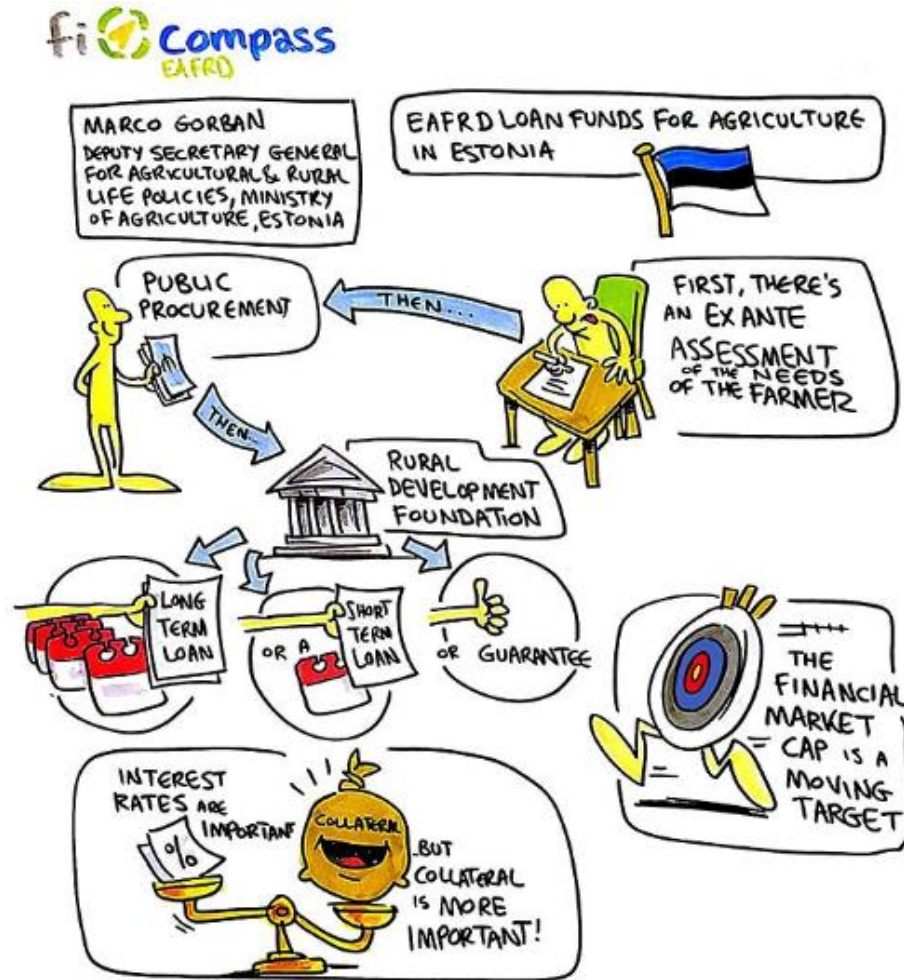 fi compass
EAFRD
MARCO GORBAN
DEPUTY SECRETARY GENERAL
FOR AGRICULTURAL & RURAL
LIFE POLICIES, MINISTRY
OF AGRICULTURE, ESTONIA
EAFRD LOAN FUNDS FOR AGRICULTURE
IN ESTONIA
FIRST, THERE'S
AN EX ANTE
ASSESSMENT
OF THE NEEDS
OF THE FARMER
THEN...
PUBLIC
PROCUREMENT
THEN...
RURAL
DEVELOPMENT
FOUNDATION
LONG
TERM
LOAN
OR A
SHORT
TERM
LOAN
OR GUARANTEE
THE
FINANCIAL
MARKET
CAP IS A
MOVING
TARGET
INTEREST
RATES ARE
IMPORTANT
%
COLLATERAL
..BUT
COLLATERAL
IS MORE
IMPORTANT!